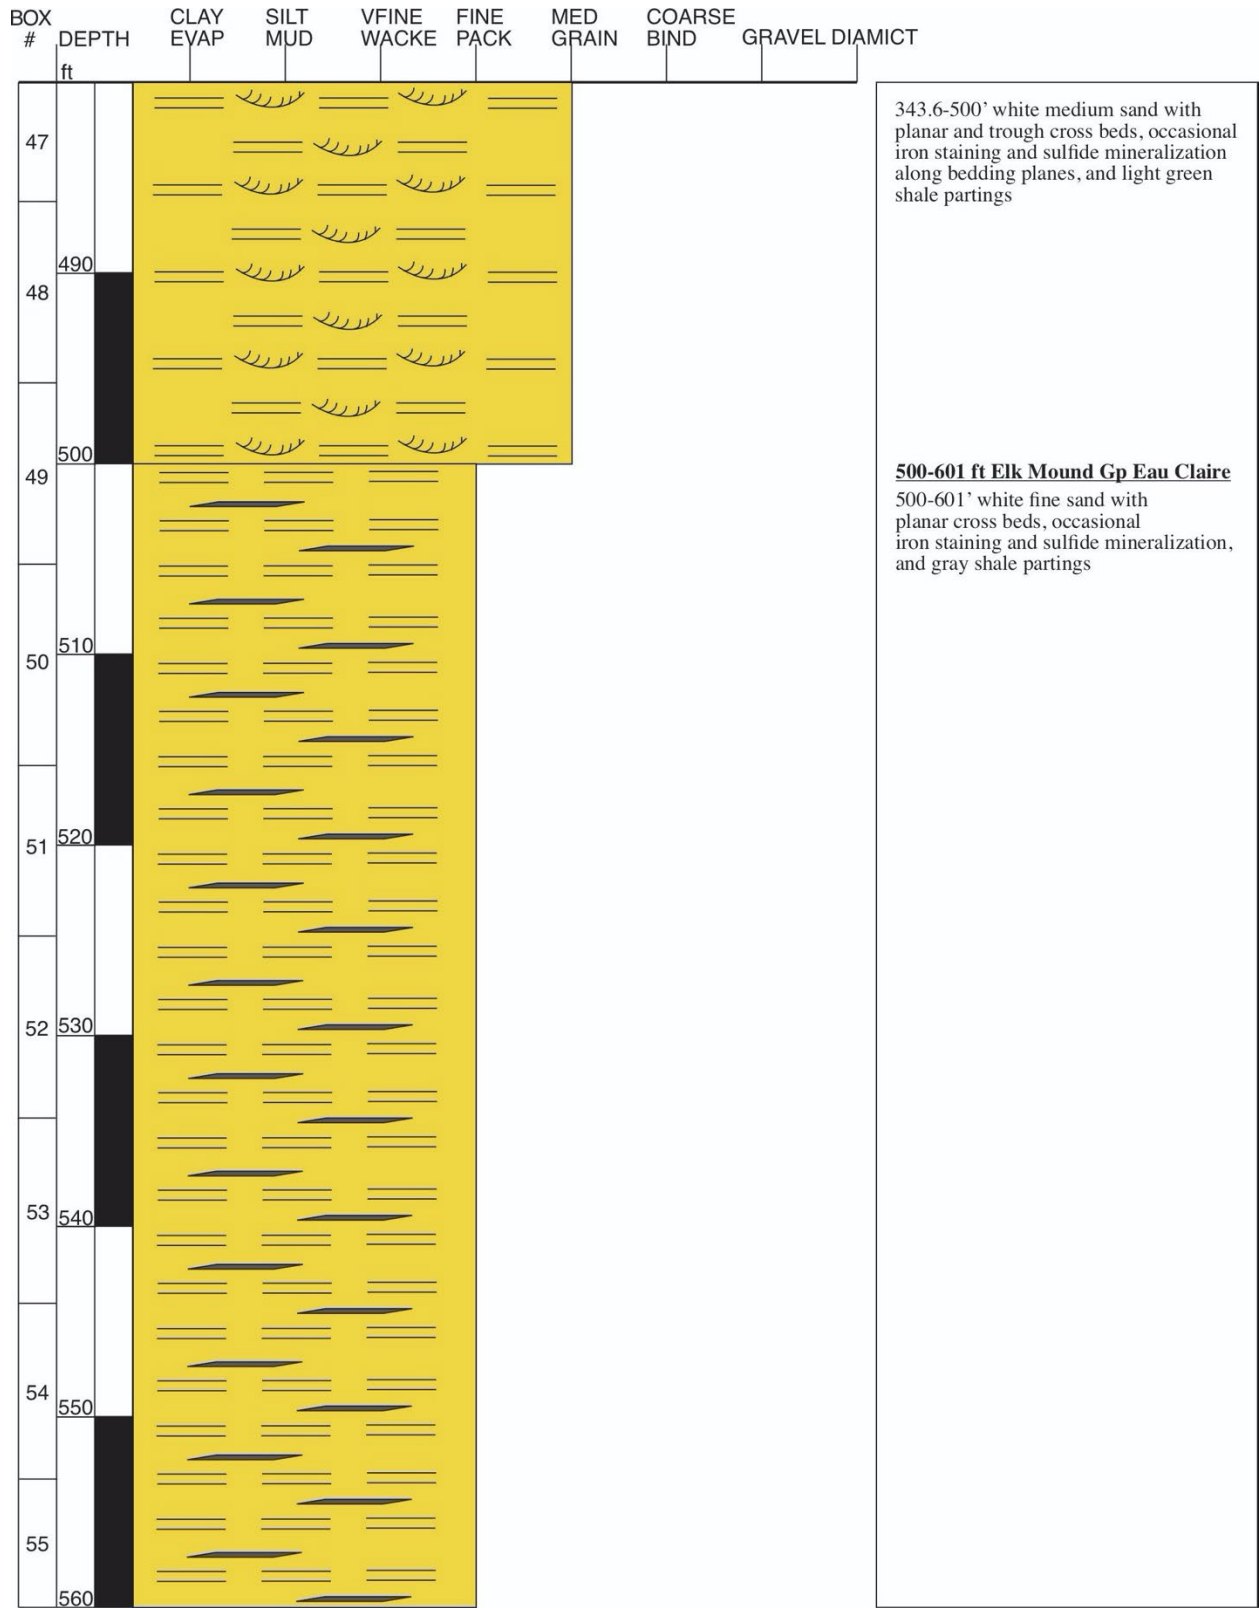 BOX CLAY SILT VFINE FINE MED COARSE
# DEPTH EVAP MUD WACKE PACK GRAIN BIND GRAVEL DIAMICT
ft
343.6-500’ white medium sand with
planar and trough cross beds, occasional
iron staining and sulfide mineralization
along bedding planes, and light green
shale partings
47
490
48
500
49
500-601 ft Elk Mound Gp Eau Claire
500-601’ white fine sand with
planar cross beds, occasional
iron staining and sulfide mineralization,
and gray shale partings
510
50
520
51
530
52
53
540
54
550
55
560